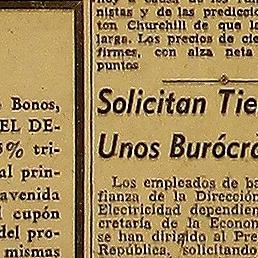 Bonos,
EL DE-
5% tri-
al prin-
avenida
cupón
del pro-
mismas
nistas y de las prediccio
ton Churchill de que l
larga. Los precios de cie
firmes, con alza neta
puntos
Solicitan Tie
Unos Burócra
Los empleados de ba
fianza de la Dirección
Electricidad dependien
cretaría de la Econom
se han dirigido al Pre
República, solicitando